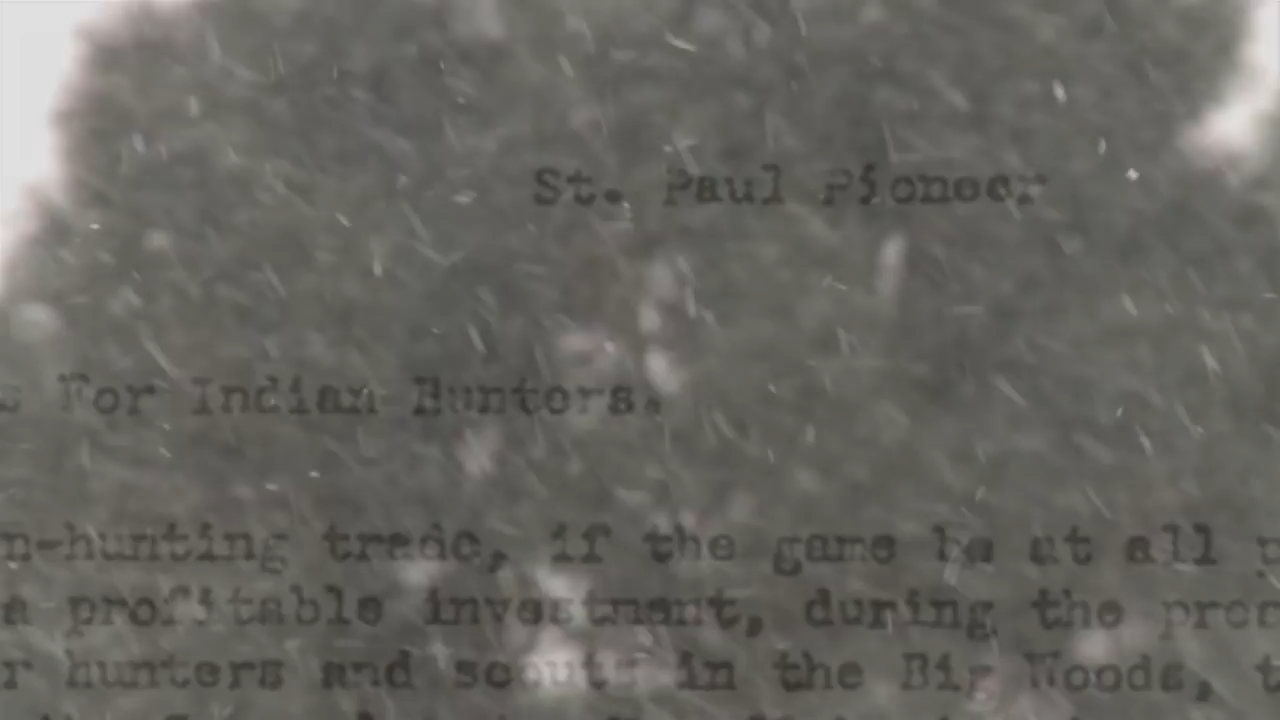 St. Paul Pioneer
s For Indian Hunters.
n-hunting trade, if the game be at all p
a profitable investment, during the pres
r hunters and scouts in the Big Woods, t